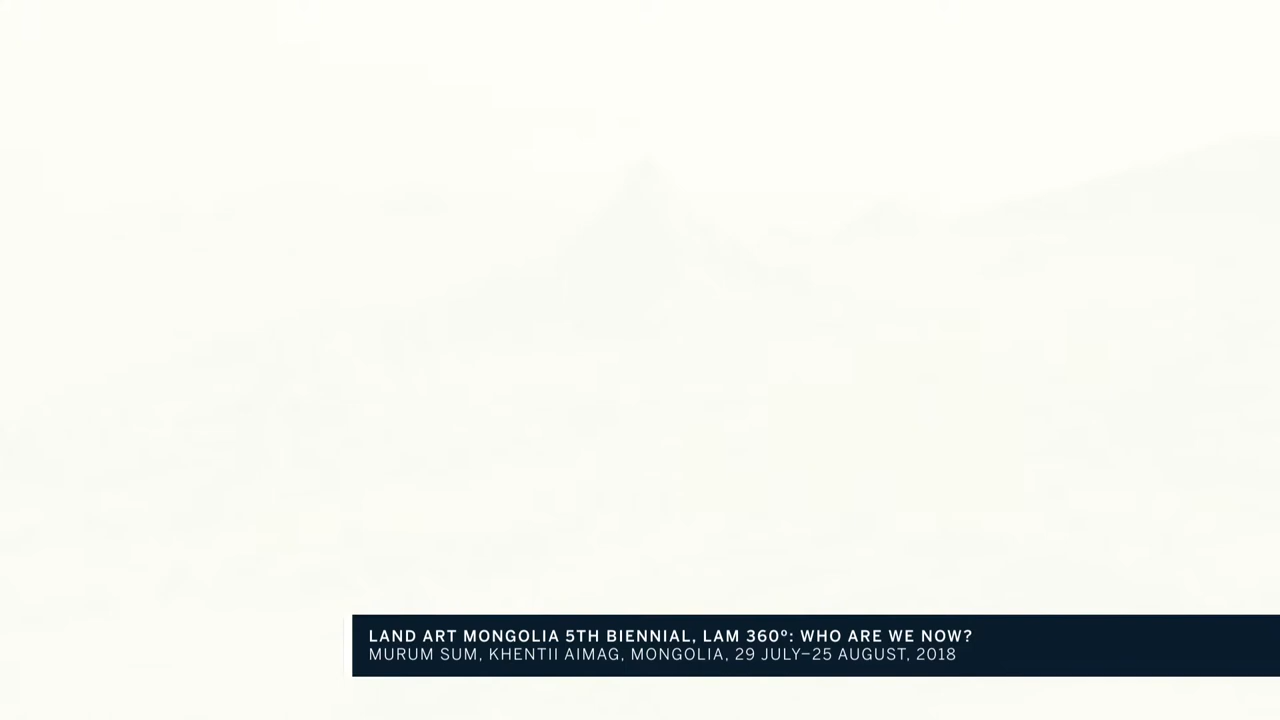 LAND ART MONGOLIA 5TH BIENNIAL, LAM 360º: WHO ARE WE NOW?
MURUM SUM, KHENTII AIMAG, MONGOLIA, 29 JULY–25 AUGUST, 2018